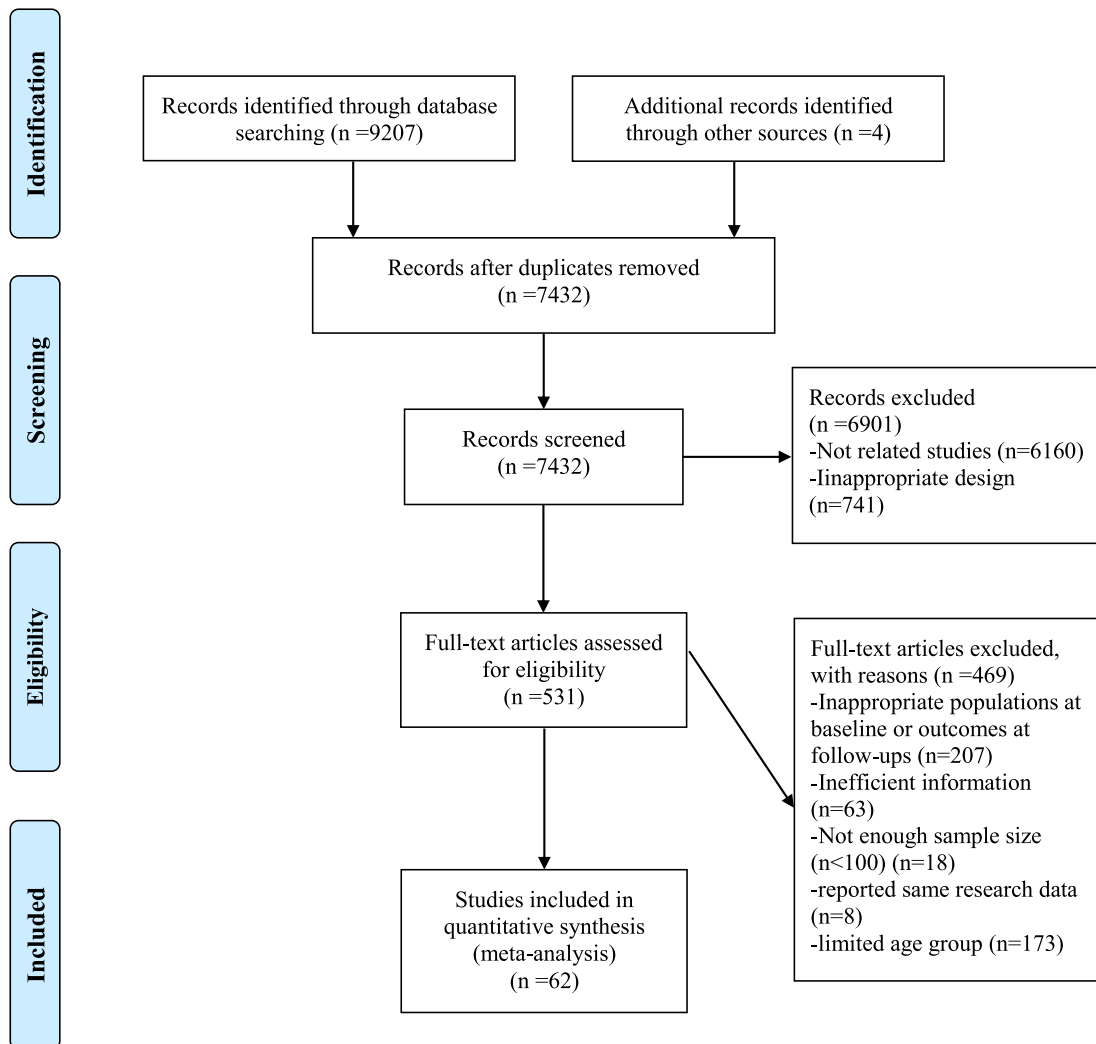 Identification
Records identified through database
searching (n =9207)
Additional records identified
through other sources (n =4)
Records after duplicates removed
(n =7432)
Screening
Records screened
(n =7432)
Records excluded
(n =6901)
-Not related studies (n=6160)
-Iinappropriate design
(n=741)
Eligibility
Full-text articles assessed
for eligibility
(n =531)
Full-text articles excluded,
with reasons (n =469)
-Inappropriate populations at
baseline or outcomes at
follow-ups (n=207)
-Inefficient information
(n=63)
-Not enough sample size
(n<100) (n=18)
-reported same research data
(n=8)
-limited age group (n=173)
Included
Studies included in
quantitative synthesis
(meta-analysis)
(n =62)